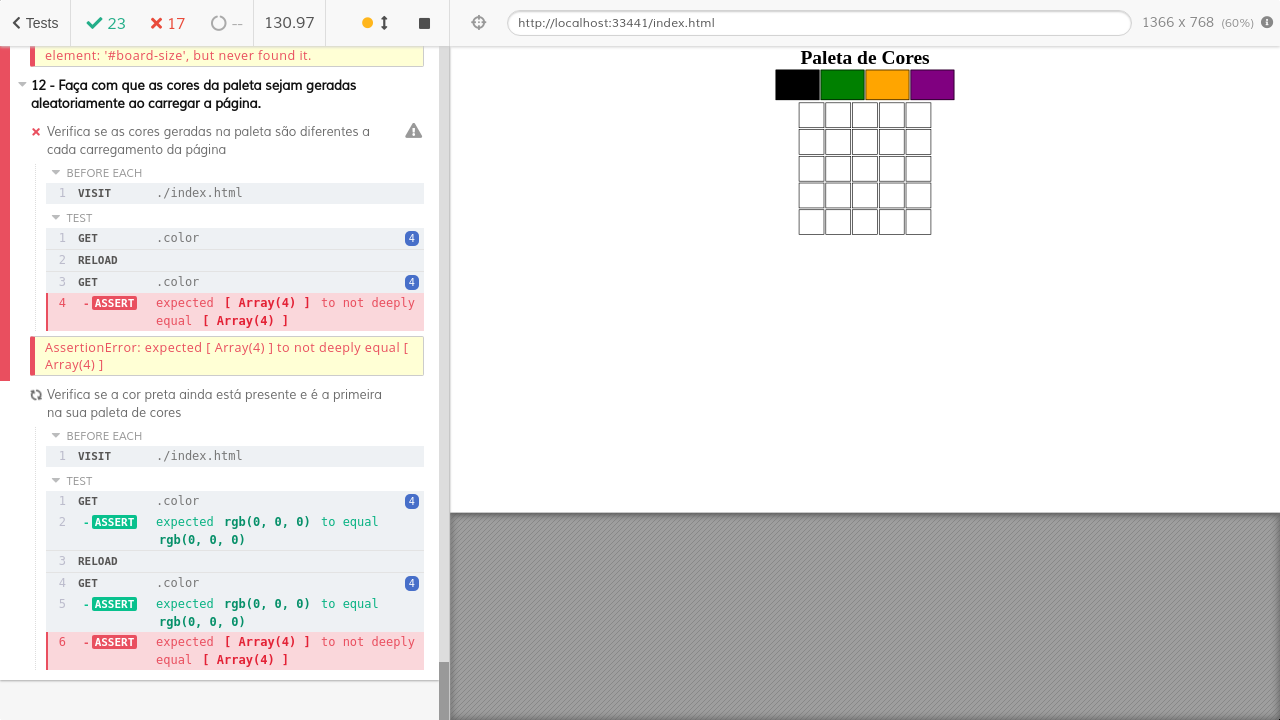 Tests
23
17
--
130.97
http://localhost:33441/index.html
1366 x 768 (60%)
element: '#board-size', but never found it.
12 - Faça com que as cores da paleta sejam geradas
aleatoriamente ao carregar a página.
Verifica se as cores geradas na paleta são diferentes a
cada carregamento da página
BEFORE EACH
1 VISIT ./index.html
TEST
1 GET .color 4
2 RELOAD
3 GET .color 4
4 -ASSERT expected [ Array(4) ] to not deeply
equal [ Array(4) ]
AssertionError: expected [ Array(4) ] to not deeply equal [
Array(4) ]
Verifica se a cor preta ainda está presente e é a primeira
na sua paleta de cores
BEFORE EACH
1 VISIT ./index.html
TEST
1 GET .color 4
2 -ASSERT expected rgb(0, 0, 0) to equal
rgb(0, 0, 0)
3 RELOAD
4 GET .color 4
5 -ASSERT expected rgb(0, 0, 0) to equal
rgb(0, 0, 0)
6 -ASSERT expected [ Array(4) ] to not deeply
equal [ Array(4) ]
Paleta de Cores